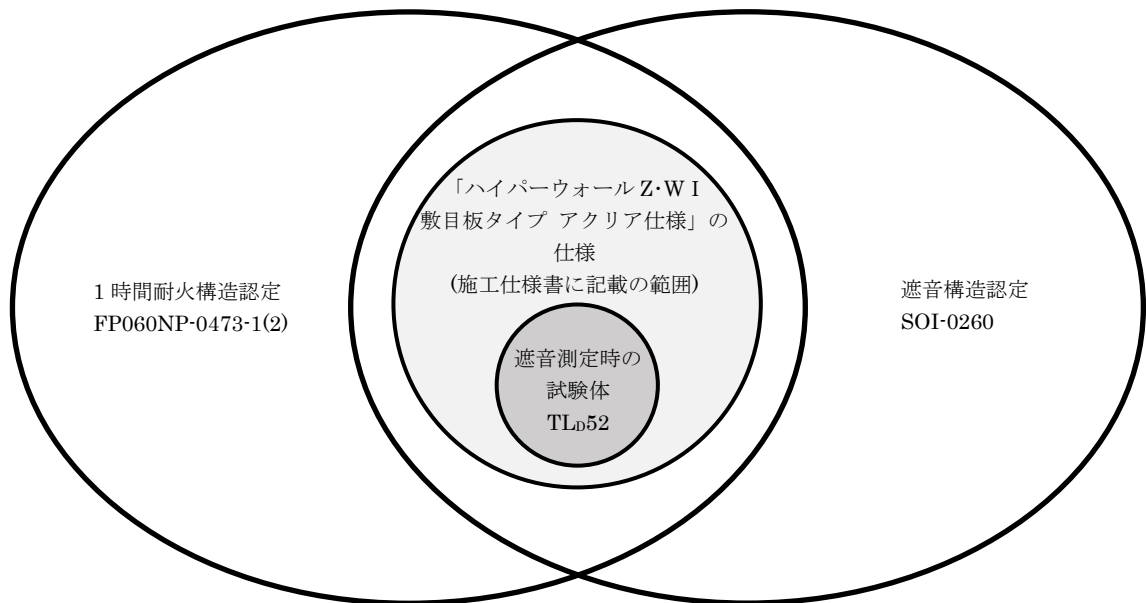 「ハイパーウォール Z･W I
敷目板タイプ アクリア仕様」の
仕様
(施工仕様書に記載の範囲)
1 時間耐火構造認定
FP060NP-0473-1(2)
遮音構造認定
SOI-0260
遮音測定時の
試験体
TLD52